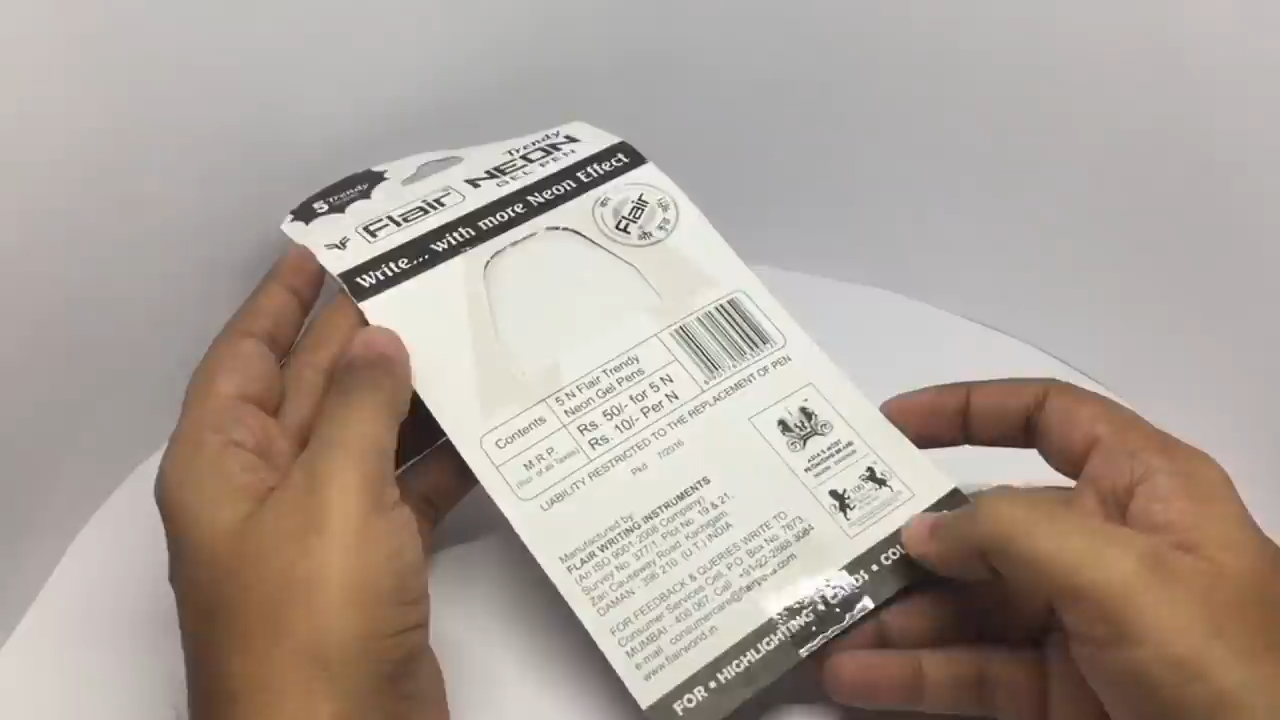 5 Trendy
Flair
Trendy
NEON
GEL PEN
Write... with more Neon Effect
Flair
Contents
5 N Flair Trendy
Neon Gel Pens
M.R.P.
Rs. 50/- for 5 N
Rs. 10/- Per N
LIABILITY RESTRICTED TO THE REPLACEMENT OF PEN
Pkd 7/2016
Manufactured by
FLAIR WRITING INSTRUMENTS
(An ISO 9001-2008 Company)
Survey No. 377/1, Plot No. 19 & 21,
Zari Causeway Road, Kachigam,
DAMAN - 396 210 (U.T.) INDIA
FOR FEEDBACK & QUERIES WRITE TO
Consumer Services Cell, P.O. Box No. 7673,
MUMBAI - 400 067. Call +91-22-2868 3084
e-mail consumercare@flairpens.com
www.flairworld.in
ASIA'S MOST
FOR • HIGHLIGHTING • CARDS • COL